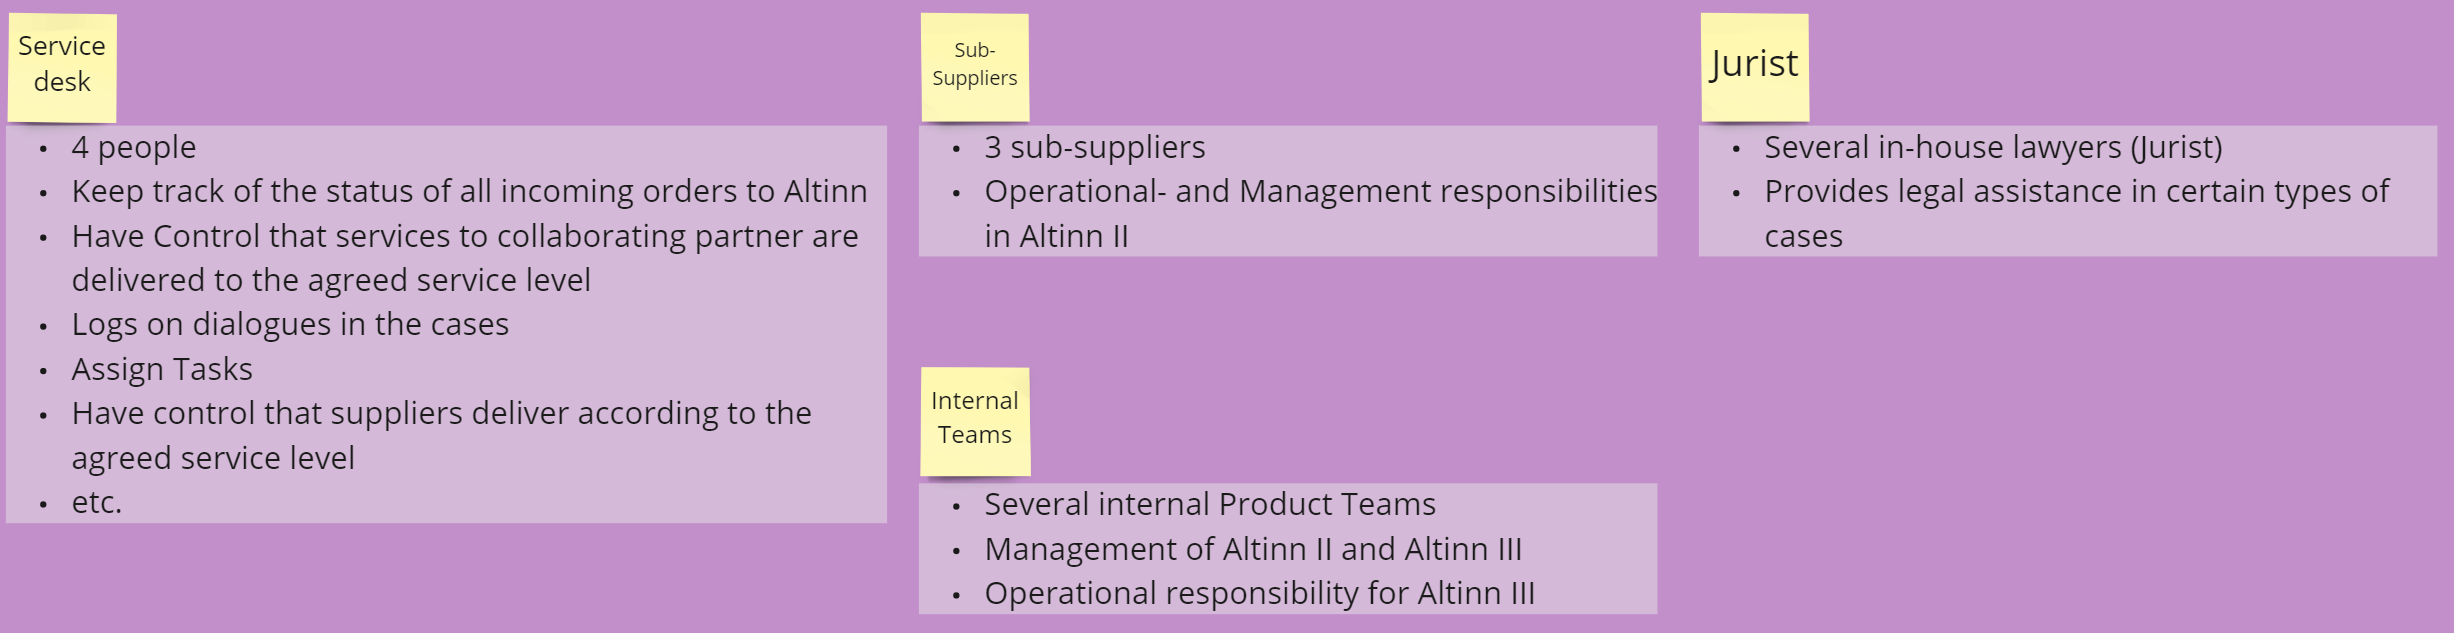 Service
desk
• 4 people
• Keep track of the status of all incoming orders to Altinn
• Have Control that services to collaborating partner are
delivered to the agreed service level
• Logs on dialogues in the cases
• Assign Tasks
• Have control that suppliers deliver according to the
agreed service level
• etc.
Sub-
Suppliers
• 3 sub-suppliers
• Operational- and Management responsibilities
in Altinn II
Internal
Teams
• Several internal Product Teams
• Management of Altinn II and Altinn III
• Operational responsibility for Altinn III
Jurist
• Several in-house lawyers (Jurist)
• Provides legal assistance in certain types of
cases